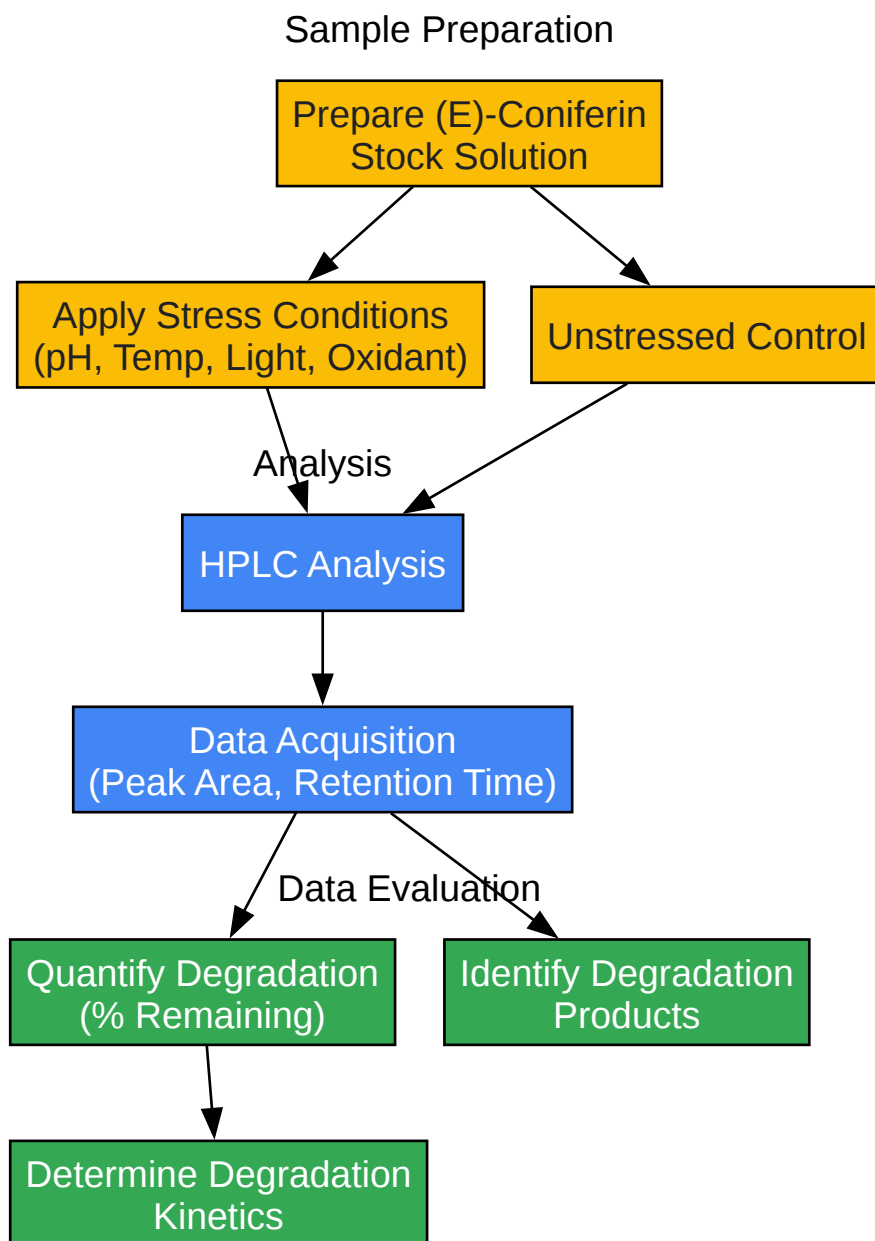 Sample Preparation
Prepare (E)-Coniferin
Stock Solution
Apply Stress Conditions
(pH, Temp, Light, Oxidant)
Unstressed Control
Analysis
HPLC Analysis
Data Acquisition
(Peak Area, Retention Time)
Data Evaluation
Quantify Degradation
(% Remaining)
Identify Degradation
Products
Determine Degradation
Kinetics